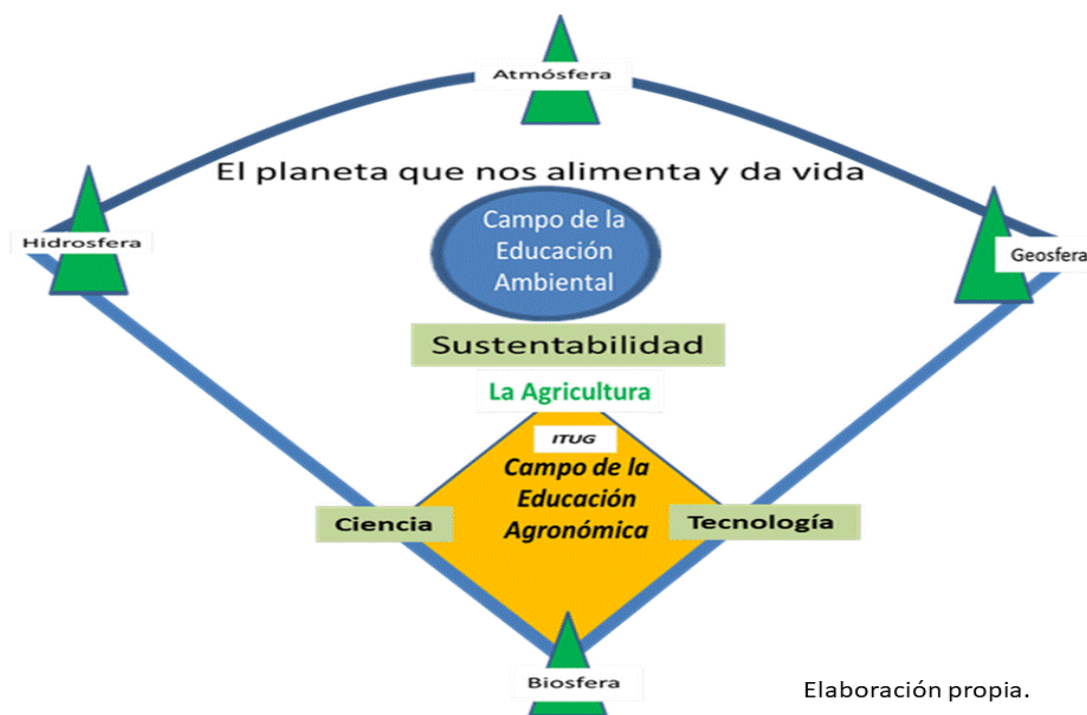 Atmósfera
El planeta que nos alimenta y da vida
Hidrosfera
Geosfera
Campo de la
Educación
Ambiental
Sustentabilidad
La Agricultura
ITUG
Campo de la
Educación
Agronómica
Ciencia
Tecnología
Biosfera
Elaboración propia.